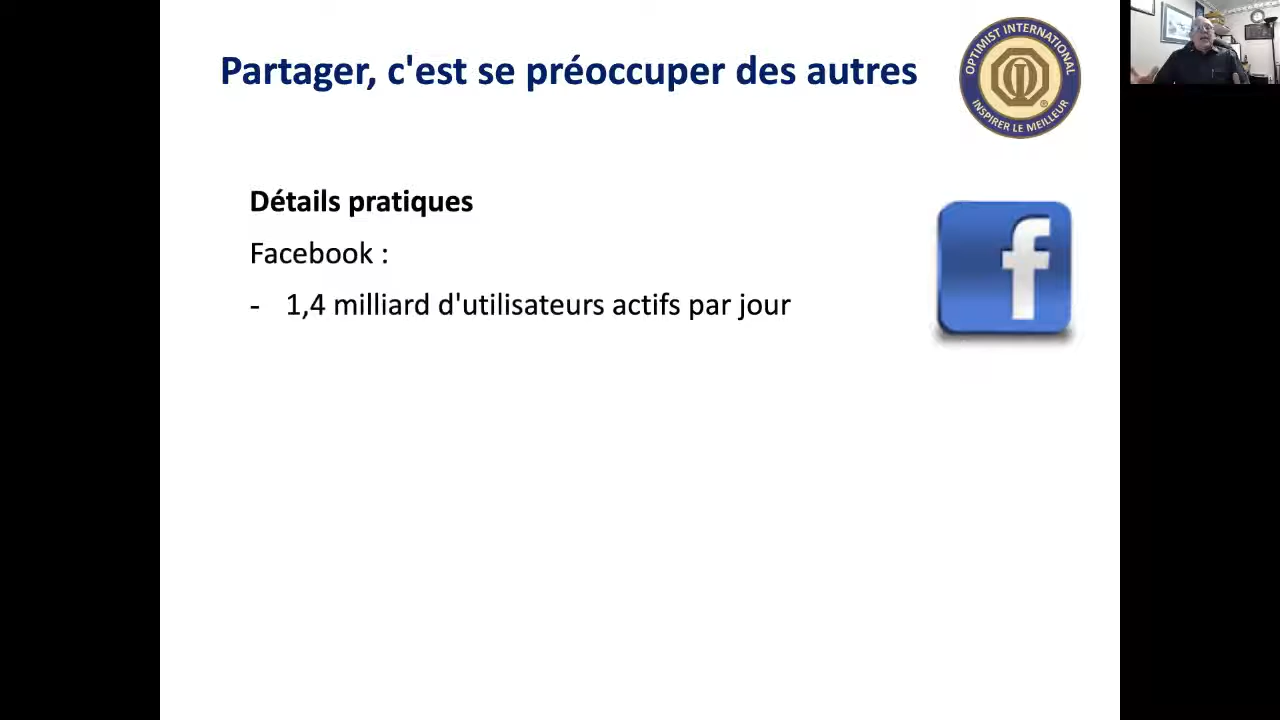 Partager, c'est se préoccuper des autres
OPTIMIST INTERNATIONAL
INSPIRER LE MEILLEUR
®
Détails pratiques
Facebook :
- 1,4 milliard d'utilisateurs actifs par jour
f